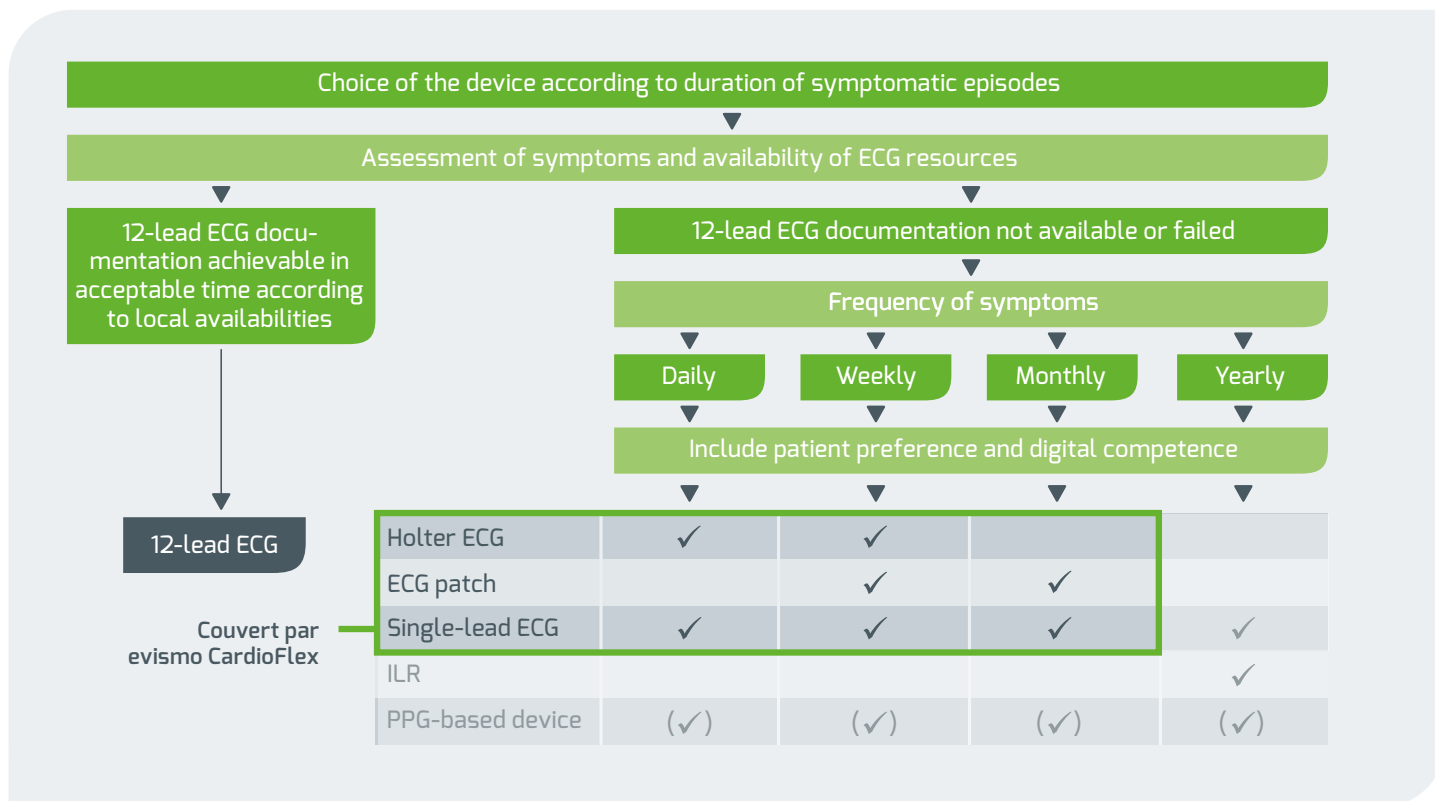 Choice of the device according to duration of symptomatic episodes
Assessment of symptoms and availability of ECG resources
12-lead ECG docu-
mentation achievable in
acceptable time according
to local availabilities
12-lead ECG documentation not available or failed
Frequency of symptoms
Daily Weekly Monthly Yearly
Include patient preference and digital competence
12-lead ECG
Holter ECG ✓ ✓
ECG patch ✓ ✓
Couvert par
evismo CardioFlex
Single-lead ECG ✓ ✓ ✓ ✓
ILR ✓
PPG-based device (✓) (✓) (✓) (✓)